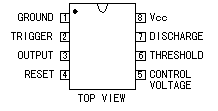 GROUND 1 8 Vcc
TRIGGER 2 7 DISCHARGE
OUTPUT 3 6 THRESHOLD
RESET 4 5 CONTROL
VOLTAGE
TOP VIEW